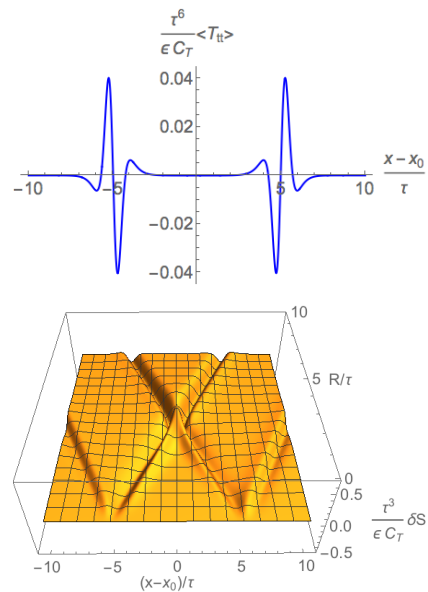 τ⁶
ϵ C_T <T_tt>
0.04
0.02
x – x₀
–10 –5 5 10
τ
–0.02
–0.04
10
5 R/τ
0
0.5
τ³
0.0 ϵ C_T δS
–0.5
–10 –5 0 5 10
(x–x₀)/τ